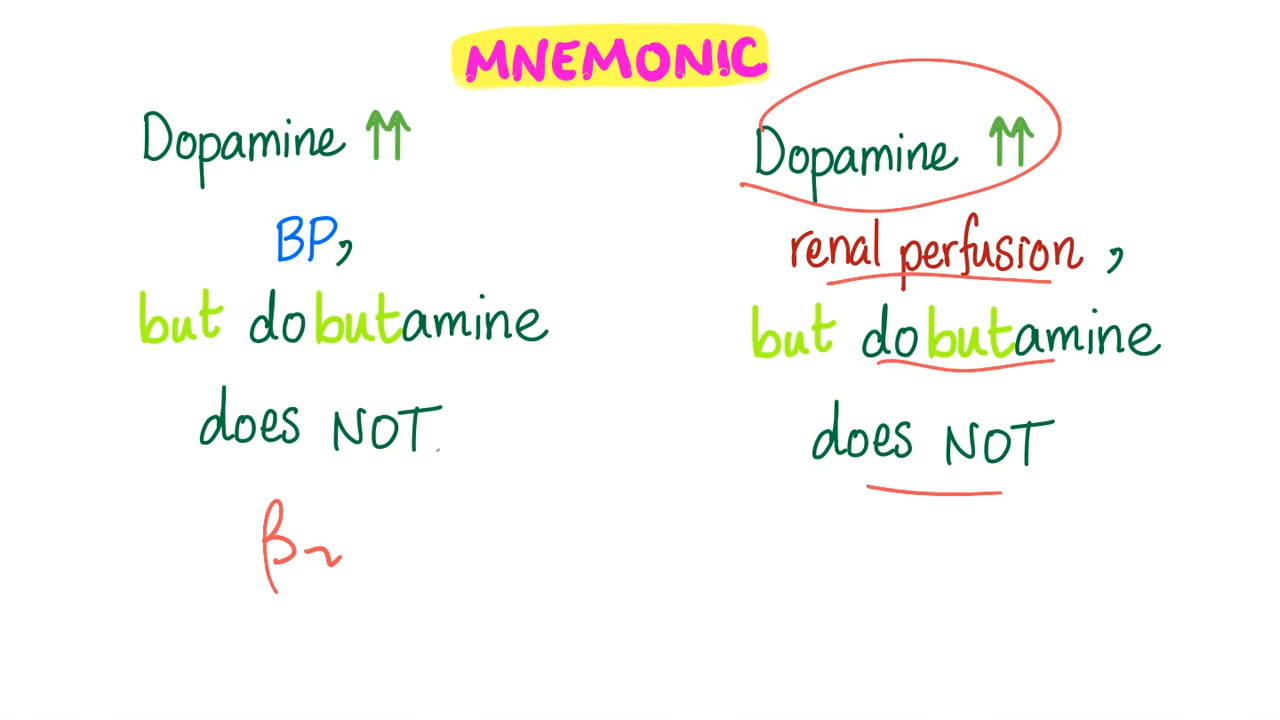 MNEMONIC
Dopamine ↑↑
BP,
but dobutamine
does NOT.
β2
Dopamine ↑↑
renal perfusion,
but dobutamine
does NOT